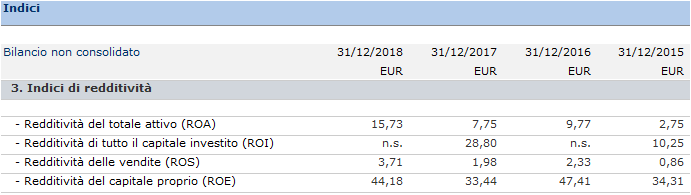 Indici
Bilancio non consolidato 31/12/2018 31/12/2017 31/12/2016 31/12/2015
EUR EUR EUR EUR
3. Indici di redditività
- Redditività del totale attivo (ROA) 15,73 7,75 9,77 2,75
- Redditività di tutto il capitale investito (ROI) n.s. 28,80 n.s. 10,25
- Redditività delle vendite (ROS) 3,71 1,98 2,33 0,86
- Redditività del capitale proprio (ROE) 44,18 33,44 47,41 34,31